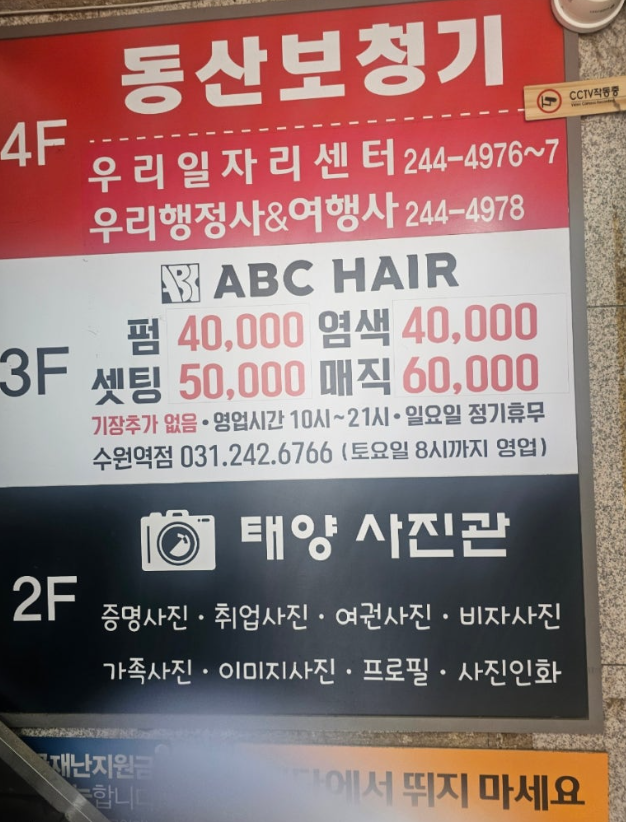 동산보청기
CCTV작동중
4F
우리일자리센터 244-4976~7
우리행정사&여행사 244-4978
ABC HAIR
3F
펌 40,000 염색 40,000
셋팅 50,000 매직 60,000
기장추가 없음 • 영업시간 10시~21시 • 일요일 정기휴무
수원역점 031.242.6766 (토요일 8시까지 영업)
태양 사진관
2F
증명사진 · 취업사진 · 여권사진 · 비자사진
가족사진 · 이미지사진 · 프로필 · 사진인화
재난지원금
에서 뛰지 마세요